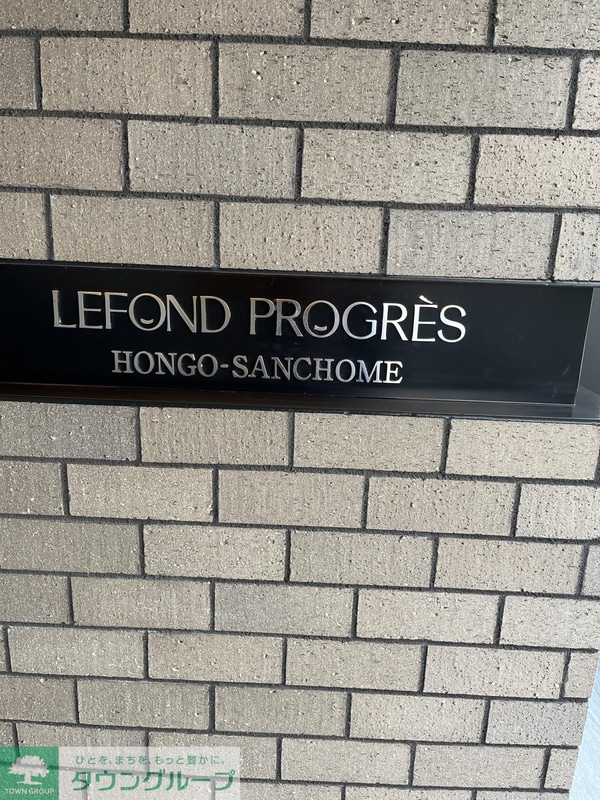 LEFOND PROGRÈS
HONGO-SANCHOME
ひとを、まちを、もっと豊かに。
タウングループ
TOWN GROUP